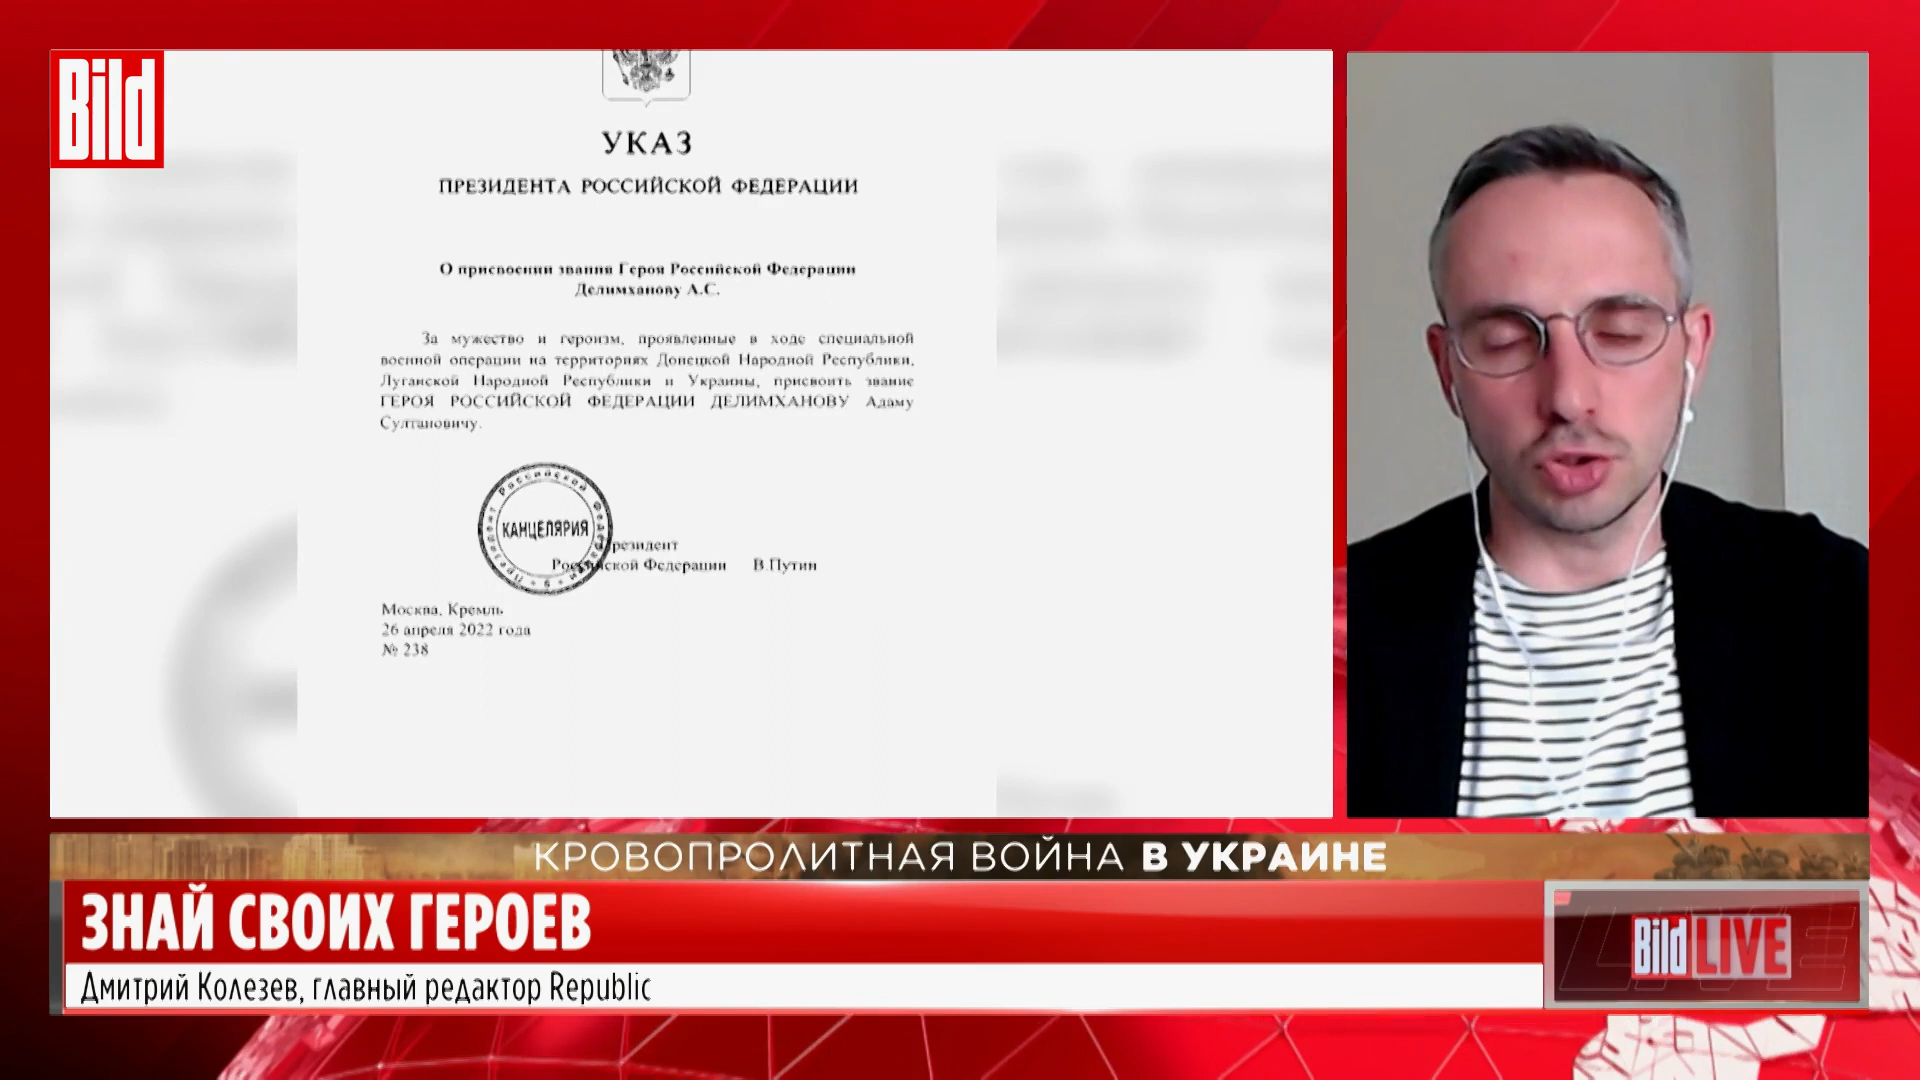 Bild
УКАЗ
ПРЕЗИДЕНТА РОССИЙСКОЙ ФЕДЕРАЦИИ
О присвоении звания Героя Российской Федерации
Делимханову А.С.
За мужество и героизм, проявленные в ходе специальной
военной операции на территориях Донецкой Народной Республики,
Луганской Народной Республики и Украины, присвоить звание
ГЕРОЯ РОССИЙСКОЙ ФЕДЕРАЦИИ ДЕЛИМХАНОВУ Адаму
Султановичу.
КАНЦЕЛЯРИЯ
Президент
Российской Федерации В.Путин
Москва, Кремль
26 апреля 2022 года
№ 238
КРОВОПРОЛИТНАЯ ВОЙНА В УКРАИНЕ
ЗНАЙ СВОИХ ГЕРОЕВ
Дмитрий Колезев, главный редактор Republic
Bild LIVE